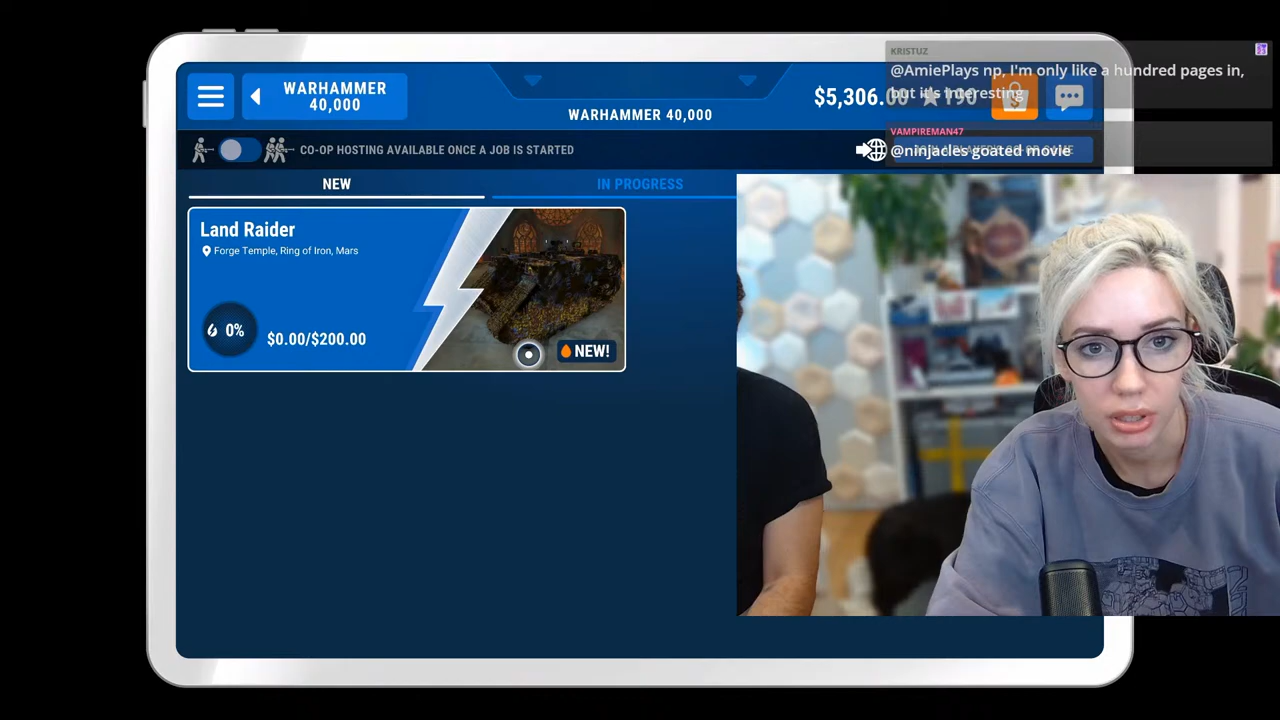 KRISTUZ
@AmiePlays np, I'm only like a hundred pages in,
but it's interesting
WARHAMMER
40,000
$5,306.00
190
WARHAMMER 40,000
VAMPIREMAN47
@ninjacles goated movie
CO-OP HOSTING AVAILABLE ONCE A JOB IS STARTED
NEW
IN PROGRESS
Land Raider
Forge Temple, Ring of Iron, Mars
0%
$0.00/$200.00
NEW!